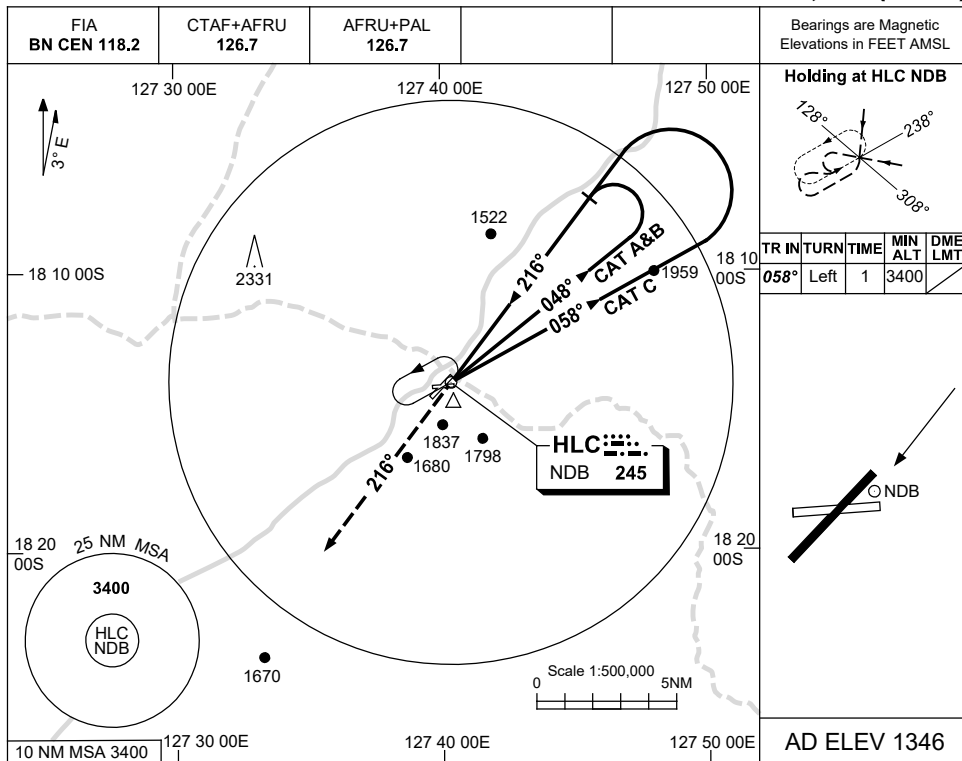 FIA
BN CEN 118.2
CTAF+AFRU
126.7
AFRU+PAL
126.7
Bearings are Magnetic
Elevations in FEET AMSL
127 30 00E
127 40 00E
127 50 00E
3° E
Holding at HLC NDB
128°
238°
308°
TR IN TURN TIME MIN ALT DME LMT
058° Left 1 3400
1522
2331
18 10 00S
18 10
00S
1959
216°
048° CAT A&B
058° CAT C
1837
1798
1680
216°
HLC
NDB 245
NDB
18 20
00S
18 20
00S
25 NM MSA
3400
HLC
NDB
1670
Scale 1:500,000
0 5NM
10 NM MSA 3400
127 30 00E
127 40 00E
127 50 00E
AD ELEV 1346